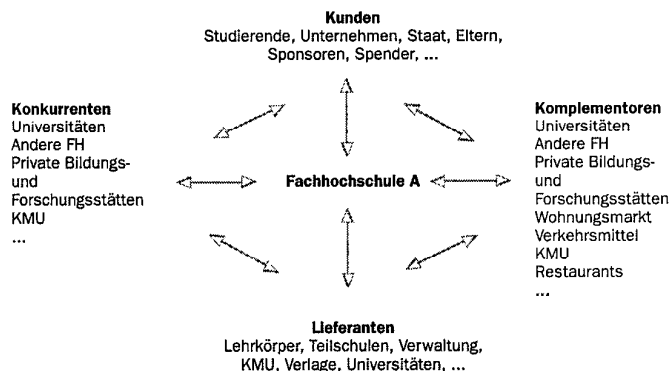 Kunden
Studierende, Unternehmen, Staat, Eltern,
Sponsoren, Spender, ...
Konkurrenten
Universitäten
Andere FH
Private Bildungs-
und
Forschungsstätten
KMU
...
Fachhochschule A
Komplementoren
Universitäten
Andere FH
Private Bildungs-
und
Forschungsstätten
Wohnungsmarkt
Verkehrsmittel
KMU
Restaurants
...
Lieferanten
Lehrkörper, Teilschulen, Verwaltung,
KMU, Verlage, Universitäten, ...